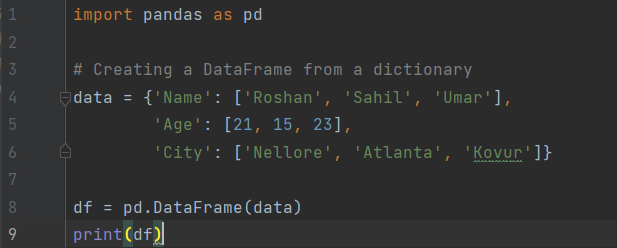 1 import pandas as pd
2
3 # Creating a DataFrame from a dictionary
4 data = {'Name': ['Roshan', 'Sahil', 'Umar'],
5         'Age': [21, 15, 23],
6         'City': ['Nellore', 'Atlanta', 'Kovur']}
7
8 df = pd.DataFrame(data)
9 print(df)